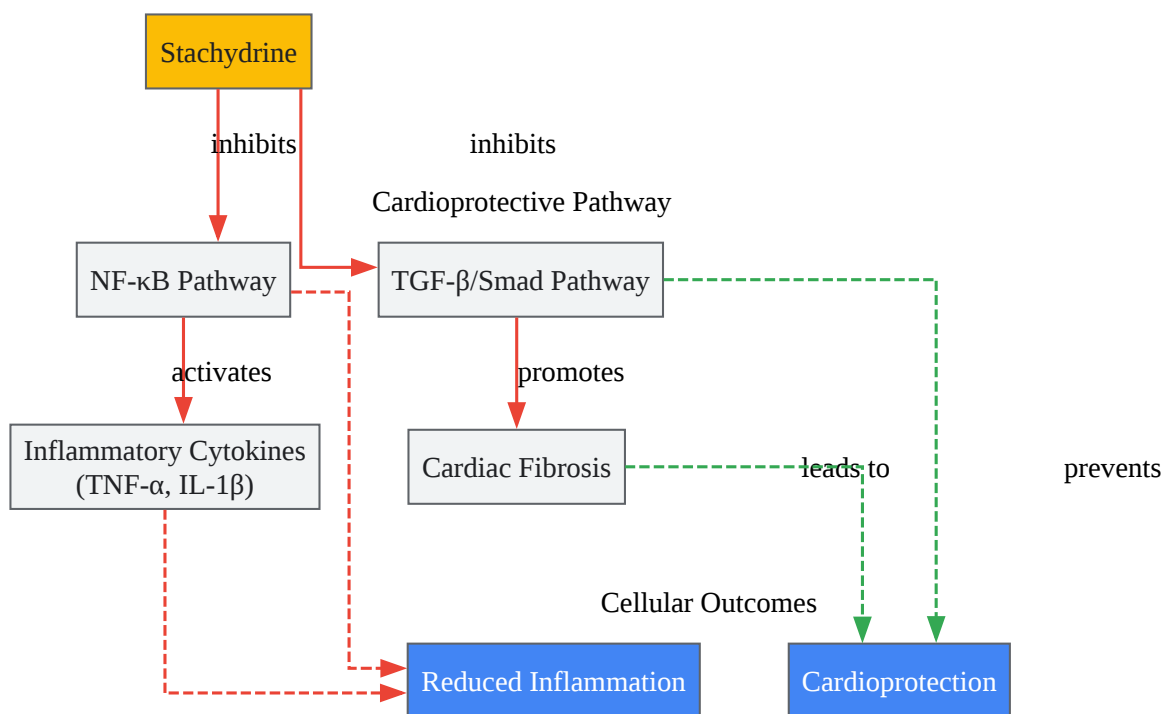 Stachydrine
inhibits
inhibits
Cardioprotective Pathway
NF-κB Pathway
TGF-β/Smad Pathway
activates
promotes
Inflammatory Cytokines
(TNF-α, IL-1β)
Cardiac Fibrosis
leads to
prevents
Cellular Outcomes
Reduced Inflammation
Cardioprotection